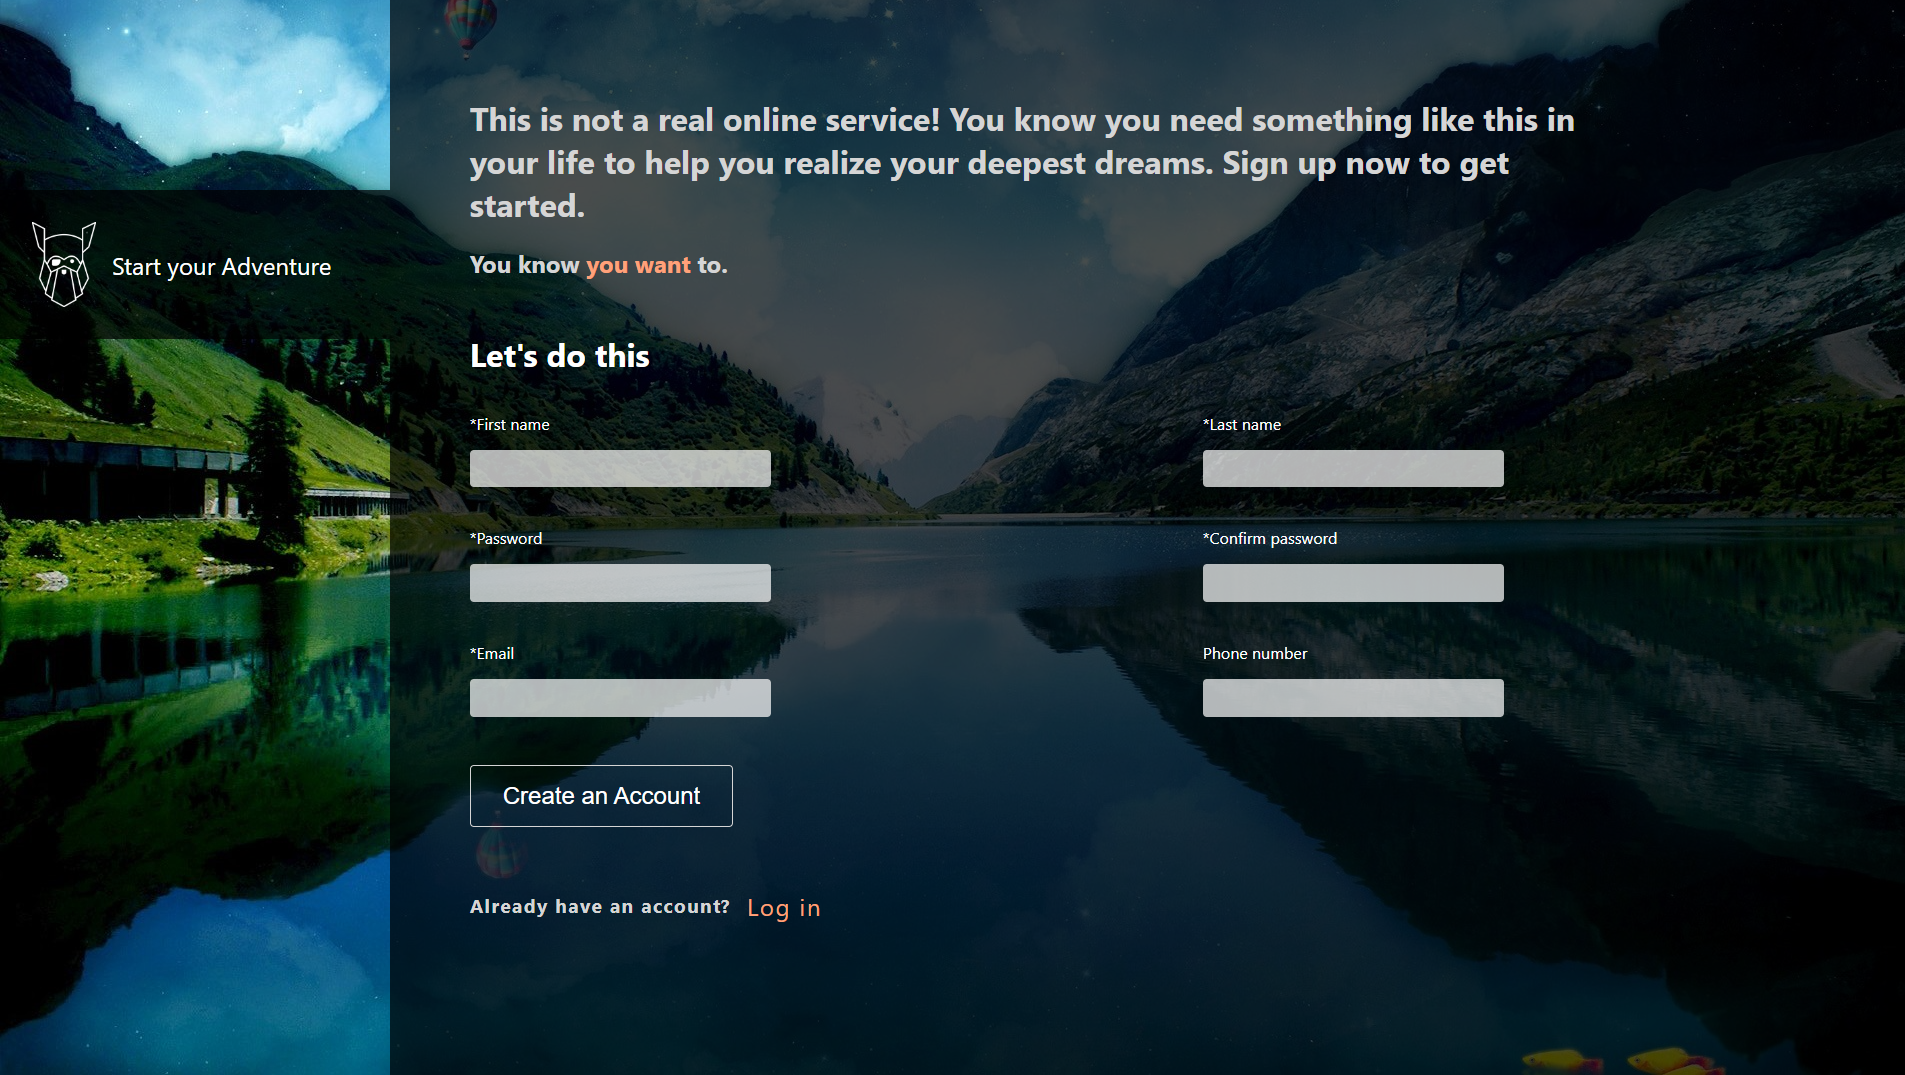 This is not a real online service! You know you need something like this in
your life to help you realize your deepest dreams. Sign up now to get
started.
You know you want to.
Start your Adventure
Let's do this
*First name
*Last name
*Password
*Confirm password
*Email
Phone number
Create an Account
Already have an account? Log in